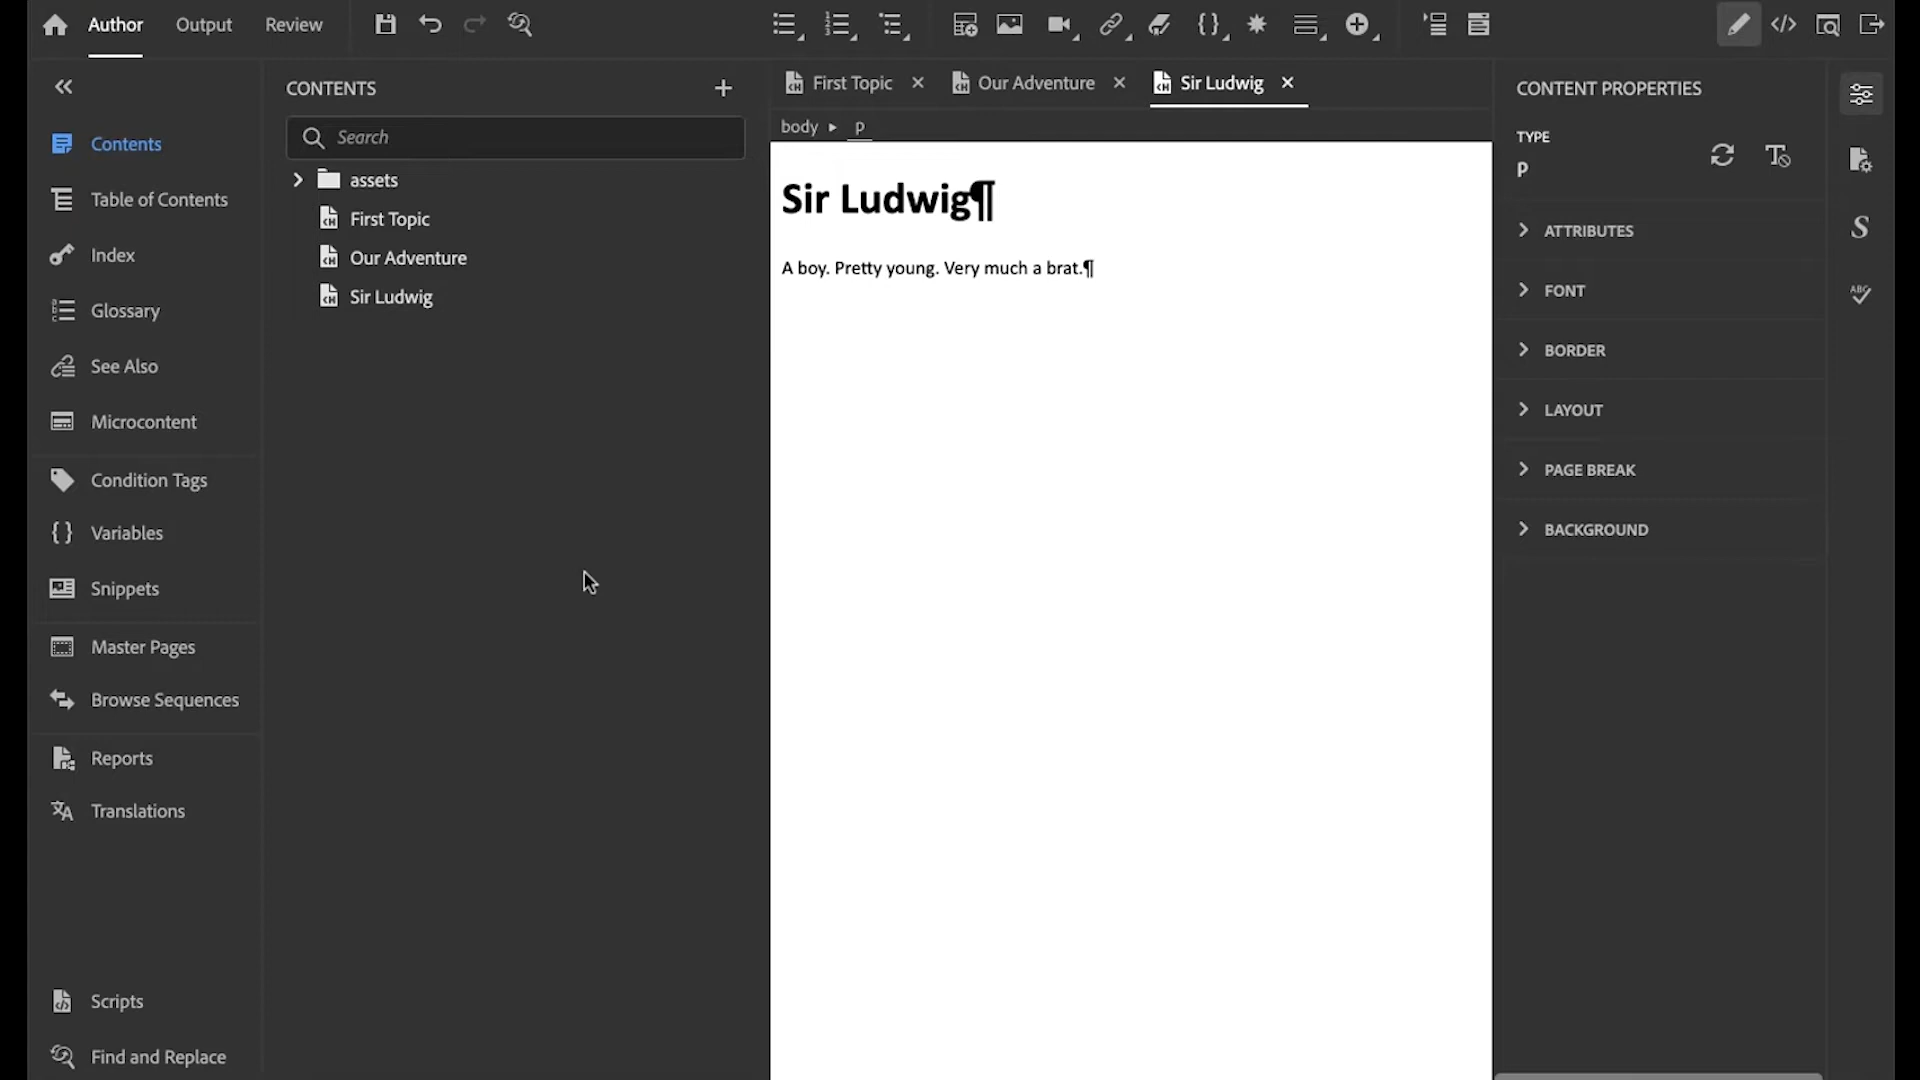 Author Output Review
CONTENTS
Search
assets
First Topic
Our Adventure
Sir Ludwig
Contents
Table of Contents
Index
Glossary
See Also
Microcontent
Condition Tags
Variables
Snippets
Master Pages
Browse Sequences
Reports
Translations
Scripts
Find and Replace
First Topic Our Adventure Sir Ludwig
body p
Sir Ludwig¶
A boy. Pretty young. Very much a brat.¶
CONTENT PROPERTIES
TYPE
P
ATTRIBUTES
FONT
BORDER
LAYOUT
PAGE BREAK
BACKGROUND
S
ABC